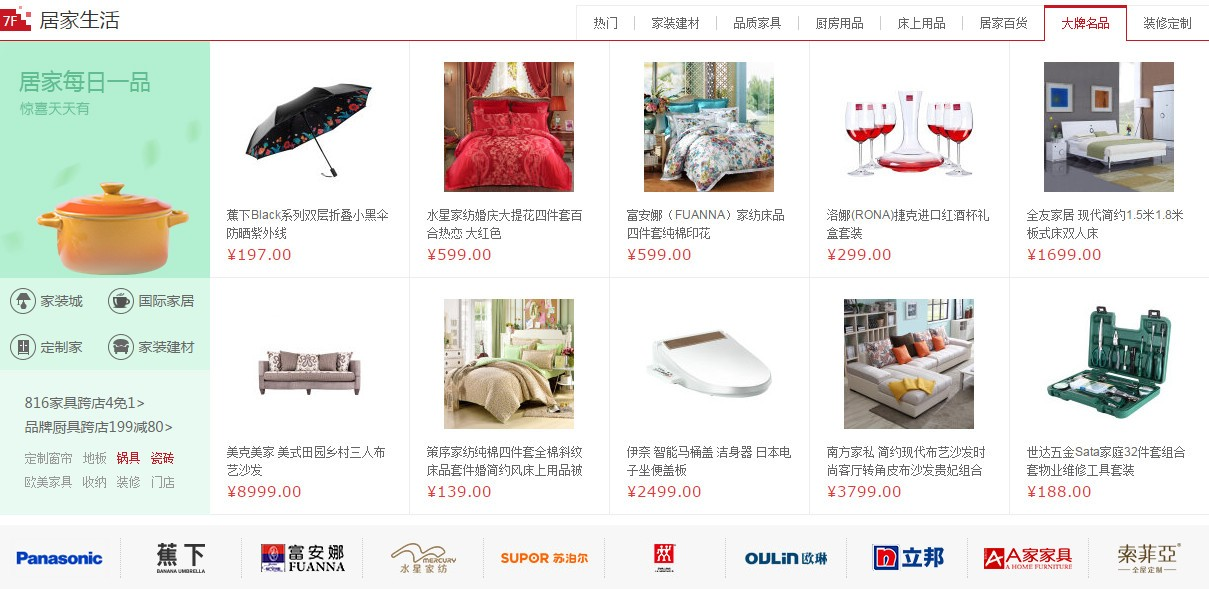 7F 居家生活
热门 家装建材 品质家具 厨房用品 床上用品 居家百货 大牌名品 装修定制
居家每日一品
惊喜天天有
蕉下Black系列双层折叠小黑伞
防晒紫外线
¥197.00
水星家纺婚庆大提花四件套百
合热恋 大红色
¥599.00
富安娜（FUANNA）家纺床品
四件套纯棉印花
¥599.00
洛娜(RONA)捷克进口红酒杯礼
盒套装
¥299.00
全友家居 现代简约1.5米1.8米
板式床双人床
¥1699.00
家装城 国际家居
定制家 家装建材
816家具跨店4免1>
品牌厨具跨店199减80>
定制窗帘 地板 锅具 瓷砖
欧美家具 收纳 装修 门店
美克美家 美式田园乡村三人布
艺沙发
¥8999.00
策序家纺纯棉四件套全棉斜纹
床品套件婚简约风床上用品被
¥139.00
伊奈 智能马桶盖 洁身器 日本电
子坐便盖板
¥2499.00
南方家私 简约现代布艺沙发时
尚客厅转角皮布沙发贵妃组合
¥3799.00
世达五金Sata家庭32件套组合
套物业维修工具套装
¥188.00
Panasonic
蕉下
BANANA UMBRELLA
富安娜
FUANNA
MERCURY
水星家纺
SUPOR 苏泊尔
OULIN 欧琳
立邦
A家家具
A HOME FURNITURE
索菲亞
全屋定制